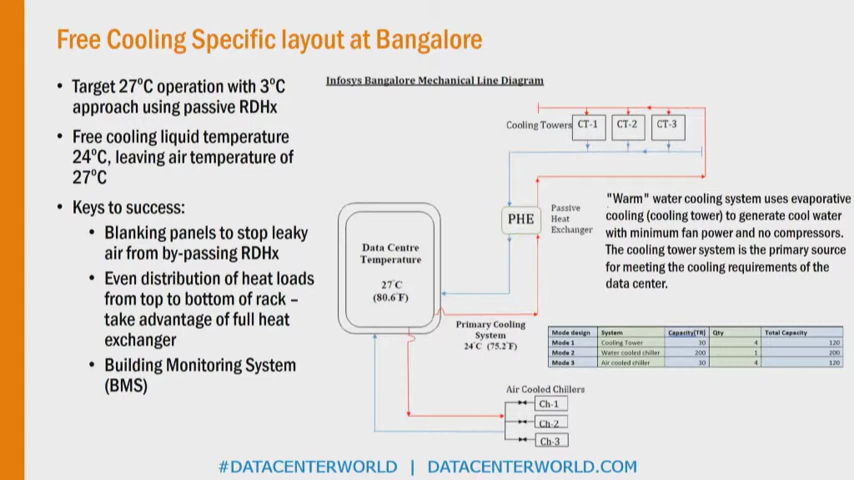 Free Cooling Specific layout at Bangalore
• Target 27°C operation with 3°C
approach using passive RDHx
• Free cooling liquid temperature
24°C, leaving air temperature of
27°C
• Keys to success:
• Blanking panels to stop leaky
air from by-passing RDHx
• Even distribution of heat loads
from top to bottom of rack –
take advantage of full heat
exchanger
• Building Monitoring System
(BMS)
Infosys Bangalore Mechanical Line Diagram
Cooling Towers CT-1 CT-2 CT-3
PHE
Passive
Heat
Exchanger
Data Centre
Temperature
27°C
(80.6°F)
Primary Cooling
System
24°C (75.2°F)
"Warm" water cooling system uses evaporative
cooling (cooling tower) to generate cool water
with minimum fan power and no compressors.
The cooling tower system is the primary source
for meeting the cooling requirements of the
data center.
Mode design System Capacity(TR) Qty Total Capacity
Mode 1 Cooling Tower 30 4 120
Mode 2 Water cooled chiller 200 1 200
Mode 3 Air cooled chiller 30 4 120
Air Cooled Chillers
Ch-1
Ch-2
Ch-3
#DATACENTERWORLD | DATACENTERWORLD.COM